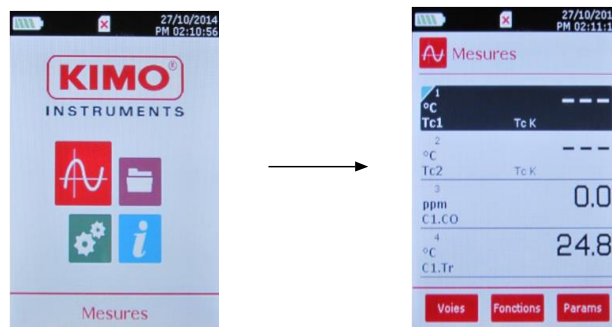 27/10/2014
PM 02:10:56
KIMO®
INSTRUMENTS
Mesures
27/10/201
PM 02:11:1
Mesures
1
°C
Tc1 Tc K ---
2
°C
Tc2 Tc K ---
3
ppm
C1.CO 0.0
4
°C
C1.Tr 24.8
Voies Fonctions Params